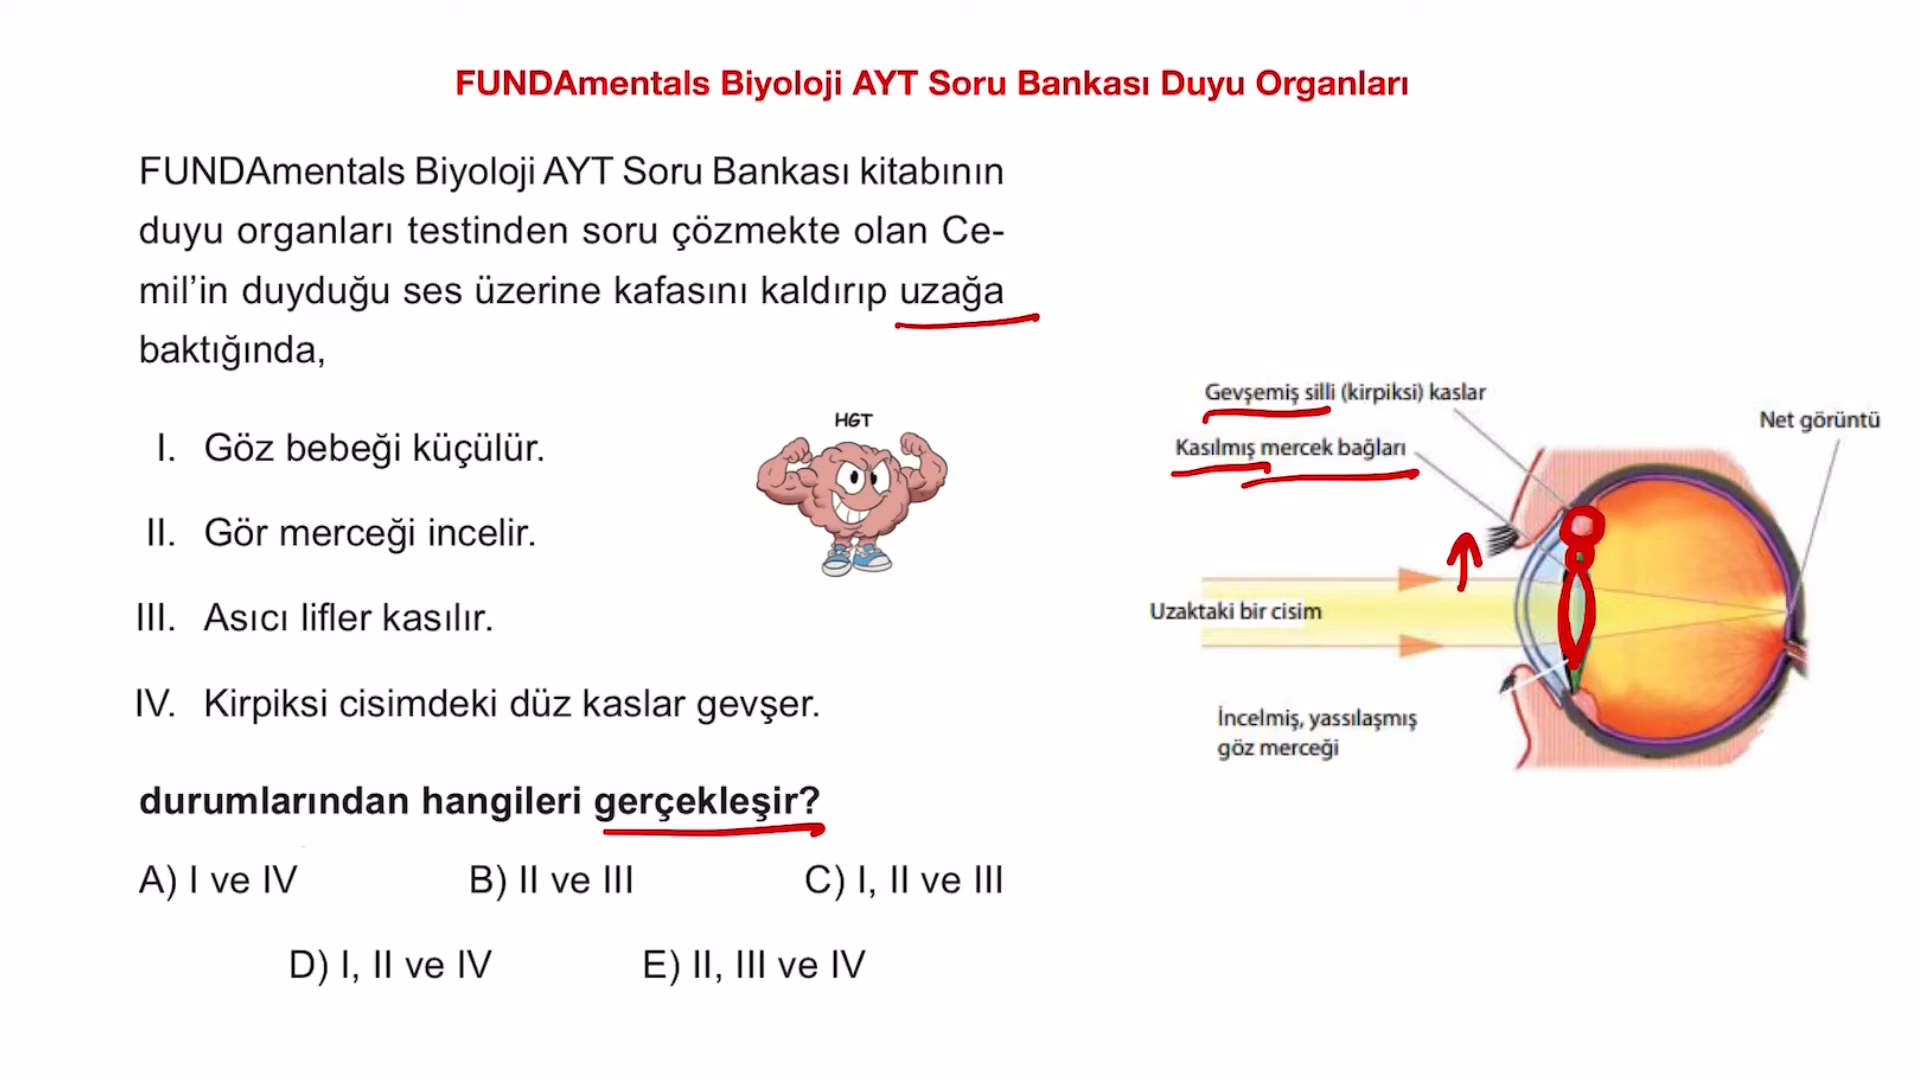 FUNDAmentals Biyoloji AYT Soru Bankası Duyu Organları
FUNDAmentals Biyoloji AYT Soru Bankası kitabının
duyu organları testinden soru çözmekte olan Ce-
mil’in duyduğu ses üzerine kafasını kaldırıp uzağa
baktığında,
I. Göz bebeği küçülür.
II. Gör merceği incelir.
III. Asıcı lifler kasılır.
IV. Kirpiksi cisimdeki düz kaslar gevşer.
durumlarından hangileri gerçekleşir?
A) I ve IV
B) II ve III
C) I, II ve III
D) I, II ve IV
E) II, III ve IV
HGT
Gevşemiş silli (kirpiksi) kaslar
Kasılmış mercek bağları
Net görüntü
Uzaktaki bir cisim
İncelmiş, yassılaşmış
göz merceği